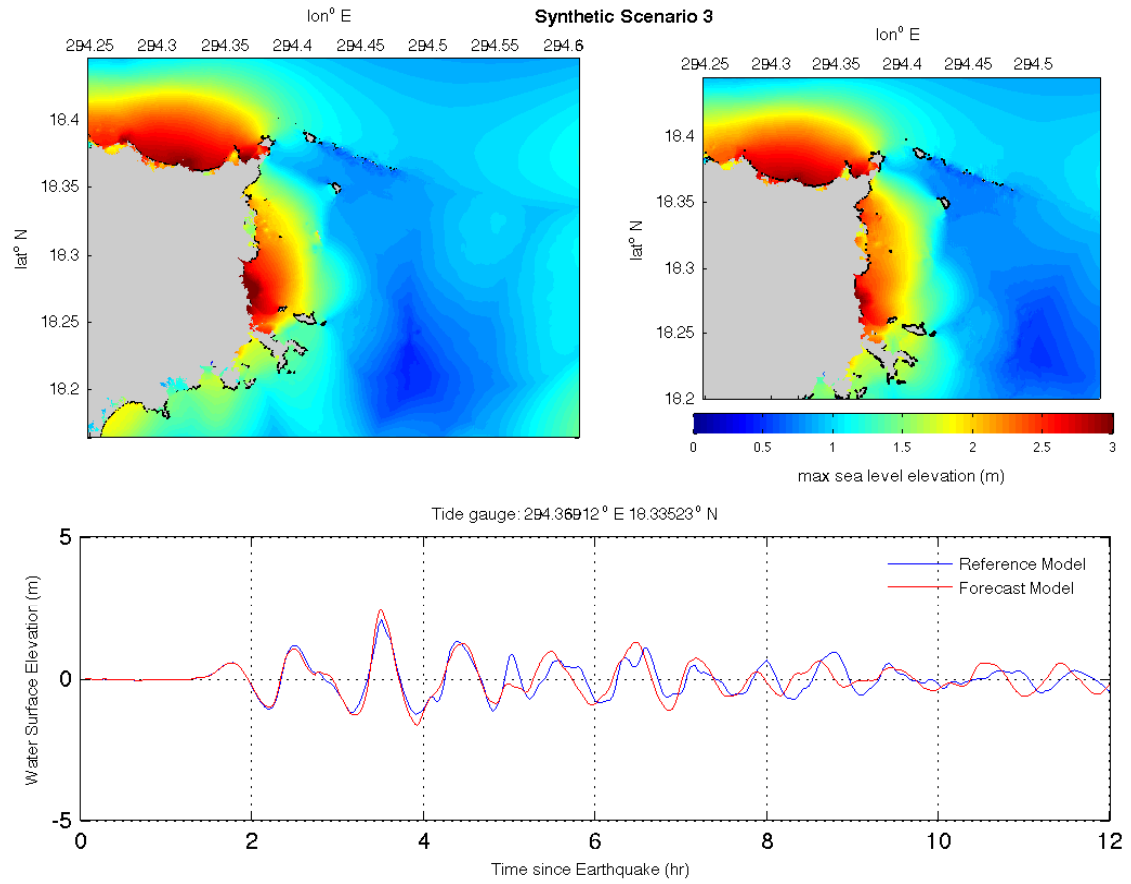 Synthetic Scenario 3
lon° E
294.25 294.3 294.35 294.4 294.45 294.5 294.55 294.6
18.4
18.35
18.3
18.25
18.2
lat° N
lon° E
294.25 294.3 294.35 294.4 294.45 294.5
18.4
18.35
18.3
18.25
18.2
lat° N
0 0.5 1 1.5 2 2.5 3
max sea level elevation (m)
Tide gauge: 294.36912° E 18.33523° N
5
0
-5
Water Surface Elevation (m)
Reference Model
Forecast Model
0 2 4 6 8 10 12
Time since Earthquake (hr)